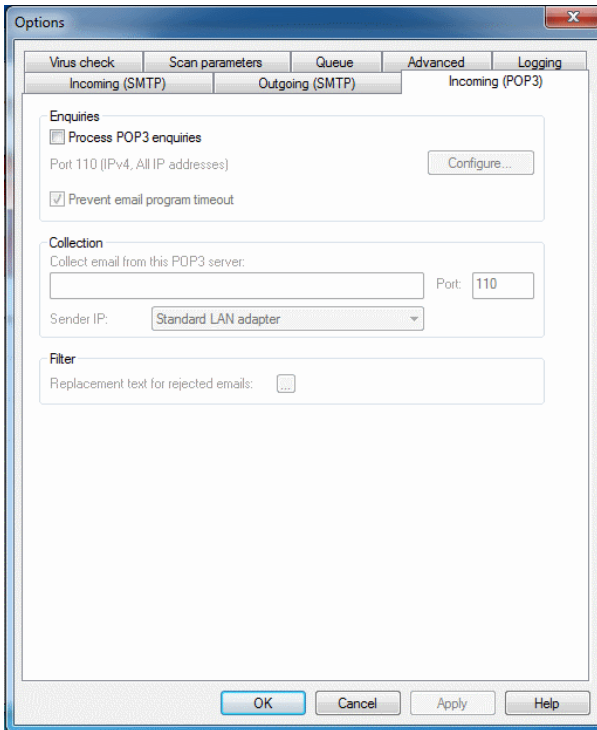 Options
Virus check Scan parameters Queue Advanced Logging
Incoming (SMTP) Outgoing (SMTP) Incoming (POP3)
Enquiries
Process POP3 enquiries
Port 110 (IPv4, All IP addresses) Configure...
Prevent email program timeout
Collection
Collect email from this POP3 server:
Port: 110
Sender IP: Standard LAN adapter
Filter
Replacement text for rejected emails: ...
OK Cancel Apply Help